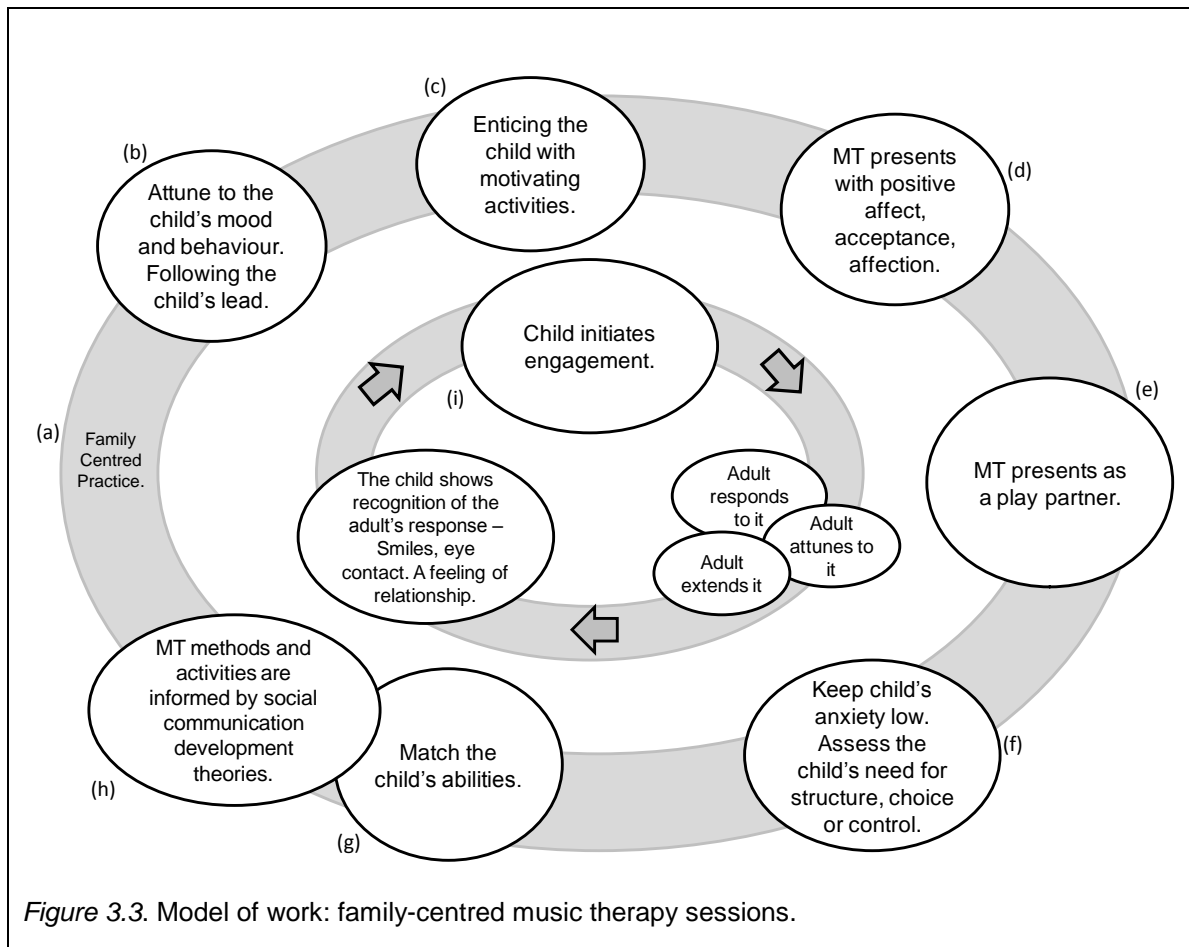 (a)
Family
Centred
Practice.
(b)
Attune to the
child’s mood
and behaviour.
Following the
child’s lead.
(c)
Enticing the
child with
motivating
activities.
(d)
MT presents
with positive
affect,
acceptance,
affection.
(e)
MT presents as
a play partner.
(f)
Keep child’s
anxiety low.
Assess the
child’s need for
structure, choice
or control.
(g)
Match the
child’s abilities.
(h)
MT methods and
activities are
informed by social
communication
development
theories.
(i)
Child initiates
engagement.
Adult
responds
to it
Adult
attunes to
it
Adult
extends it
The child shows
recognition of the
adult’s response –
Smiles, eye
contact. A feeling of
relationship.
Figure 3.3. Model of work: family-centred music therapy sessions.